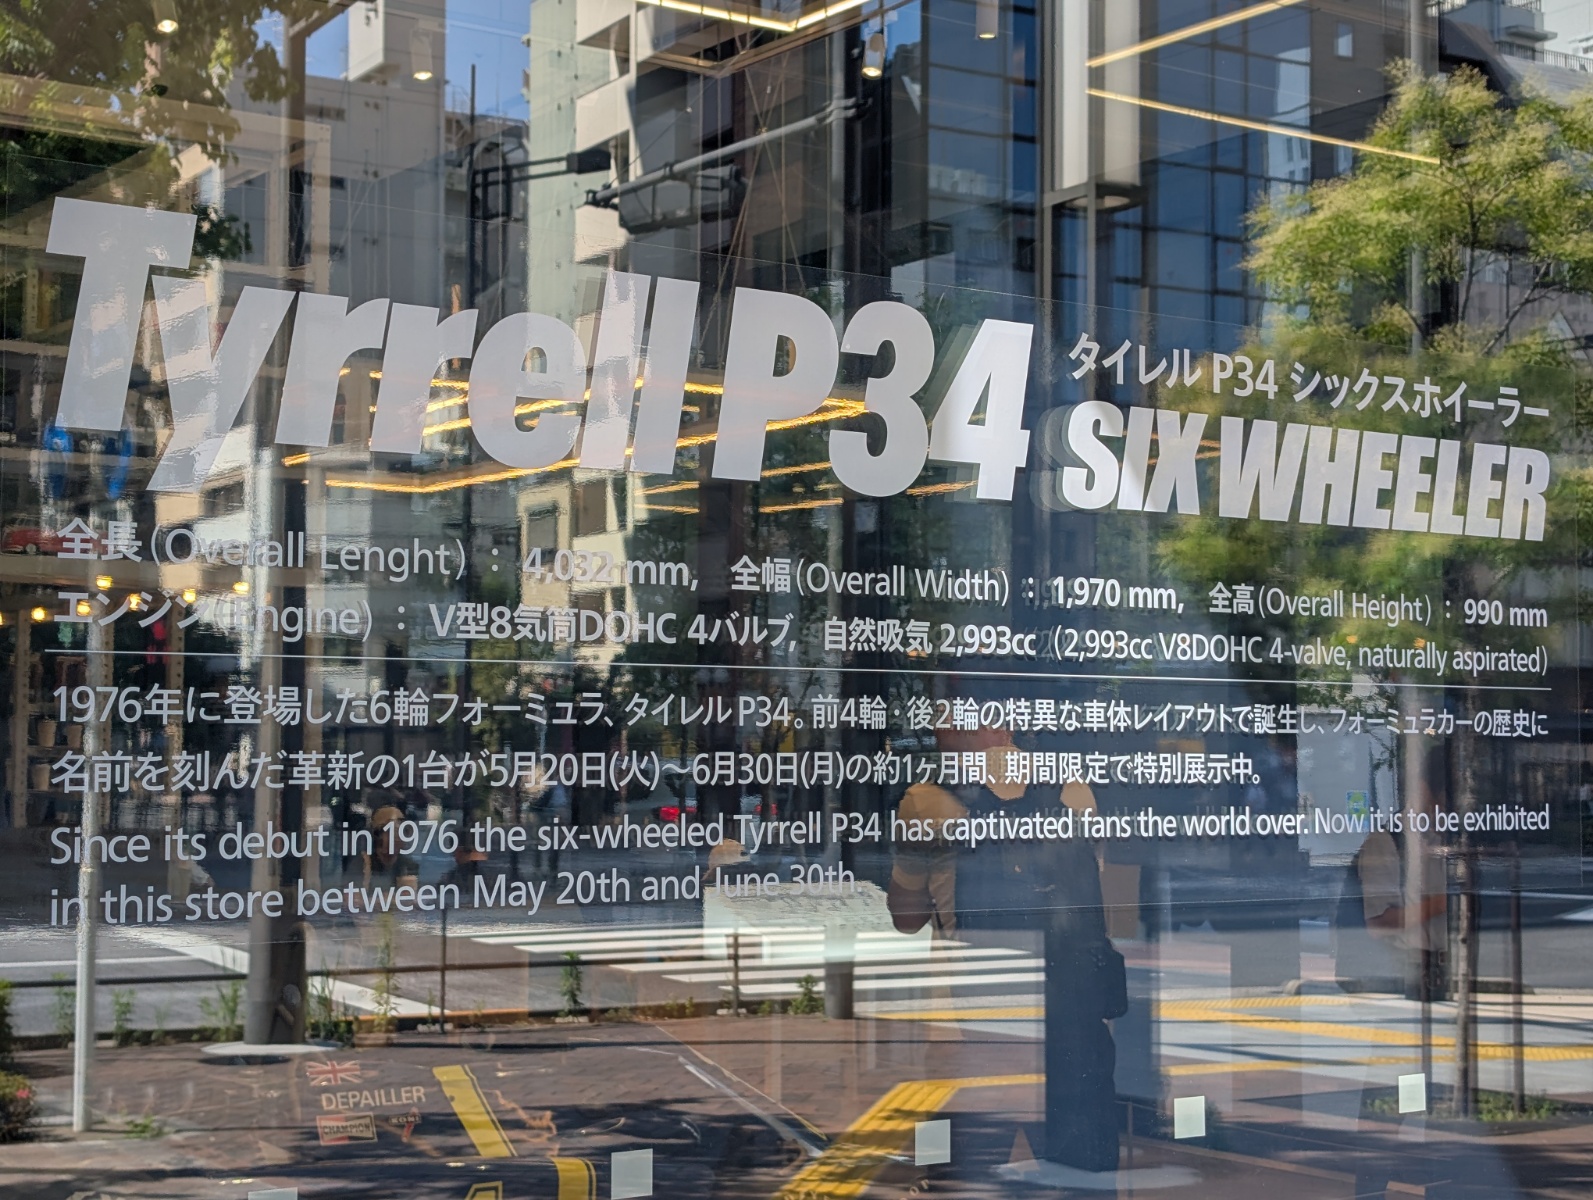 Tyrrell P34
タイレル P34 シックスホイーラー
SIX WHEELER
全長(Overall Lenght)： 4,032 mm, 全幅(Overall Width)：1,970 mm, 全高(Overall Height)：990 mm
エンジン(Engine)： V型8気筒DOHC 4バルブ, 自然吸気 2,993cc (2,993cc V8DOHC 4-valve, naturally aspirated)
1976年に登場した6輪フォーミュラ、タイレル P34。前4輪・後2輪の特異な車体レイアウトで誕生し、フォーミュラカーの歴史に
名前を刻んだ革新の1台が5月20日(火)～6月30日(月)の約1ヶ月間、期間限定で特別展示中。
Since its debut in 1976 the six-wheeled Tyrrell P34 has captivated fans the world over. Now it is to be exhibited
in this store between May 20th and June 30th.
DEPAILLER
CHAMPION KONI
4